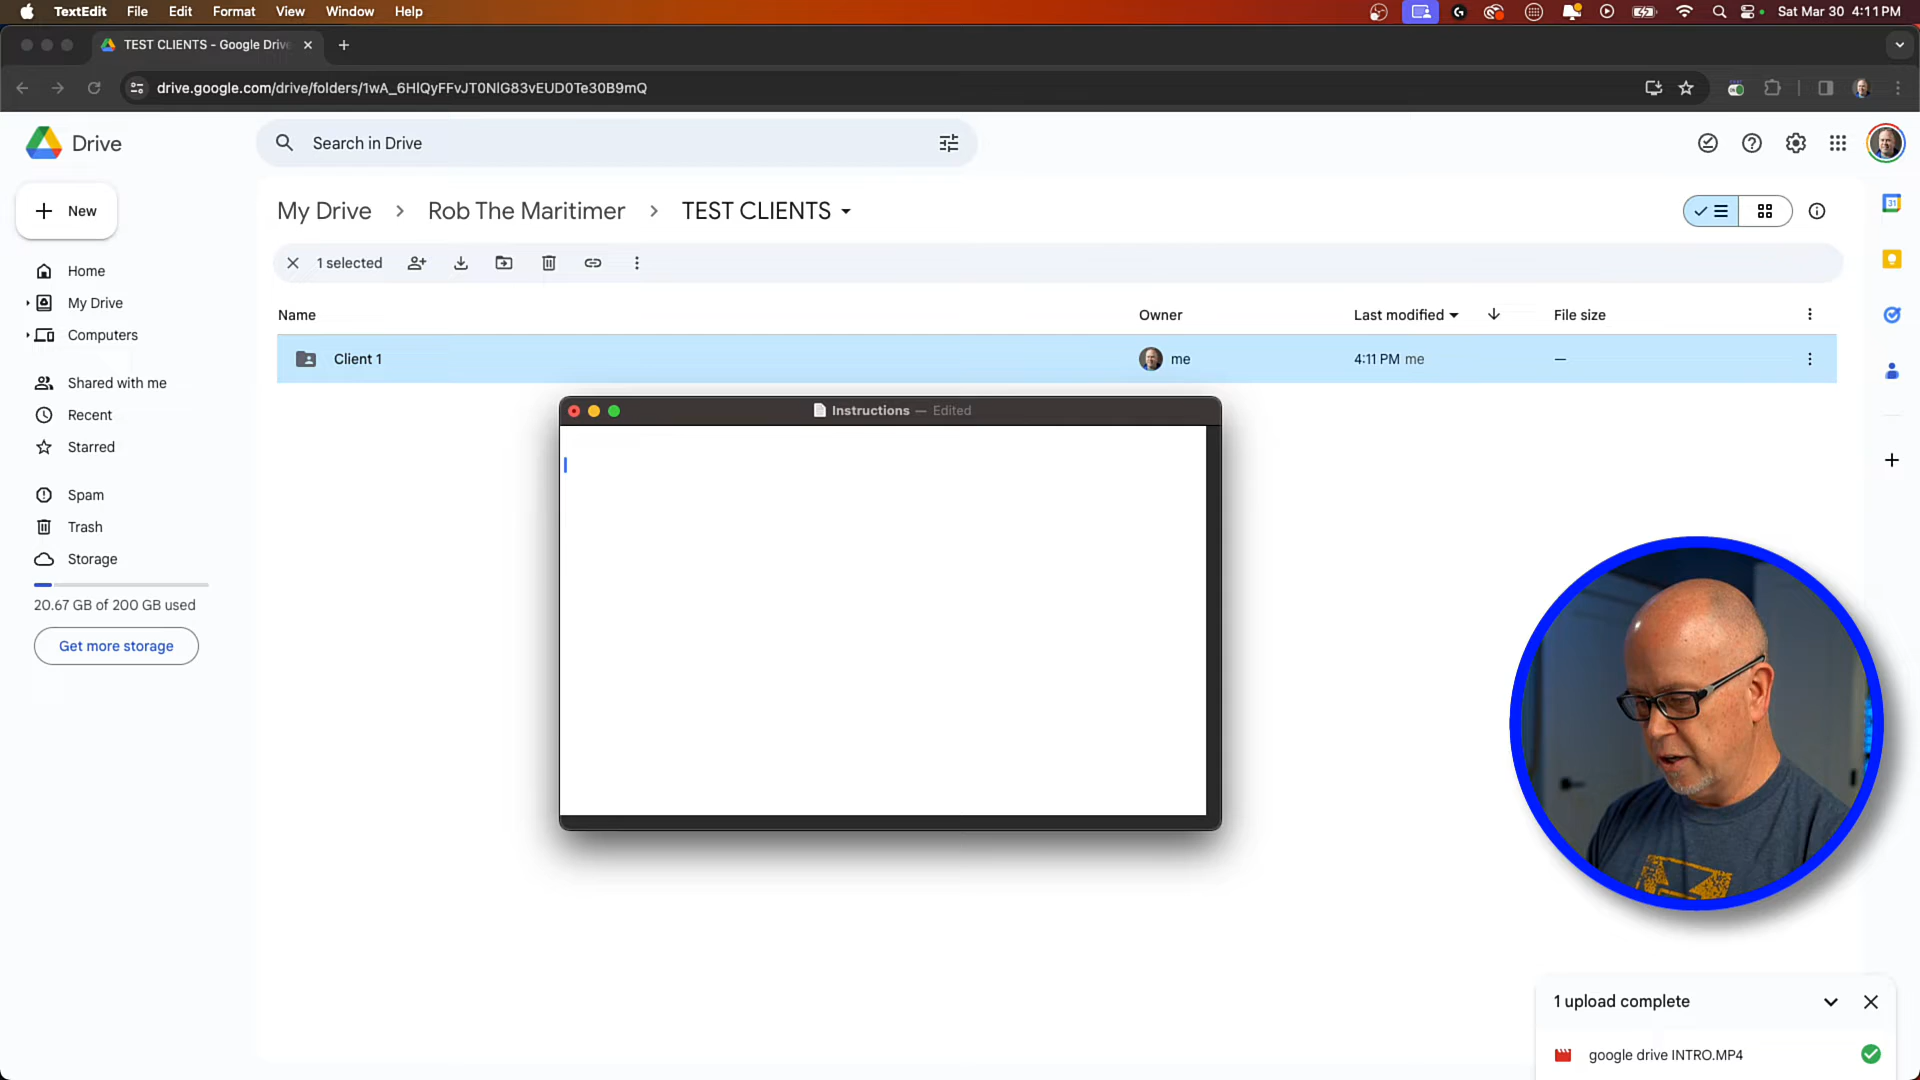 TextEdit File Edit Format View Window Help Sat Mar 30 4:11 PM
TEST CLIENTS - Google Drive
drive.google.com/drive/folders/1wA_6HlQyFFvJT0NlG83vEUD0Te30B9mQ
Drive
Search in Drive
New
My Drive > Rob The Maritimer > TEST CLIENTS
1 selected
Home
My Drive
Computers
Shared with me
Recent
Starred
Spam
Trash
Storage
20.67 GB of 200 GB used
Get more storage
Name Owner Last modified File size
Client 1 me 4:11 PM me —
Instructions — Edited
31
1 upload complete
google drive INTRO.MP4